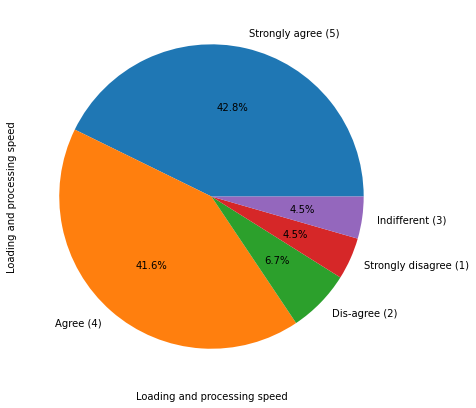 Strongly agree (5)
42.8%
Loading and processing speed
4.5%
Indifferent (3)
4.5%
Strongly disagree (1)
6.7%
41.6%
Dis-agree (2)
Agree (4)
Loading and processing speed